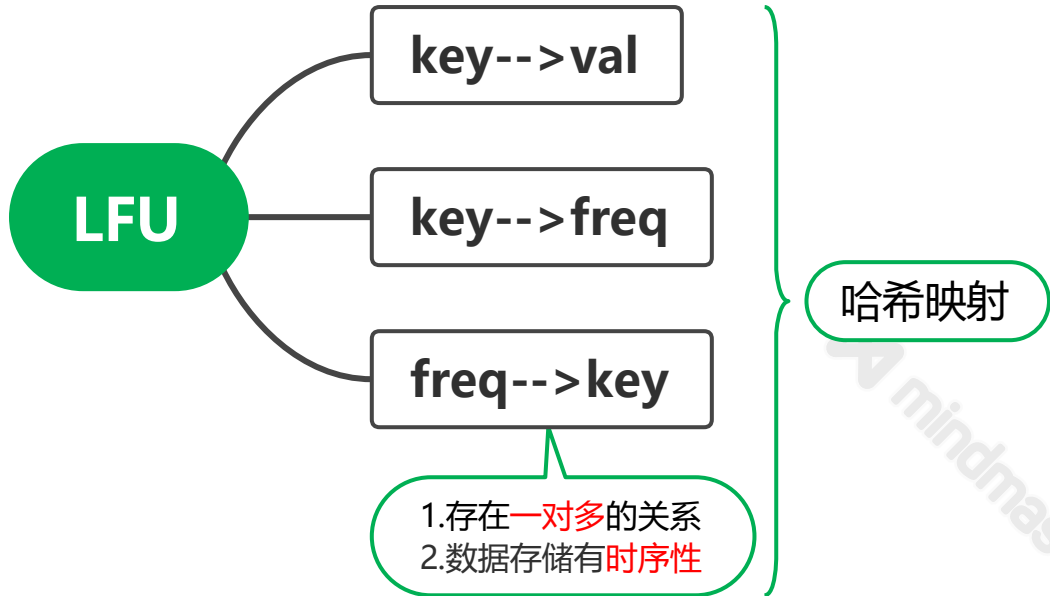 key-->val
LFU
key-->freq
哈希映射
freq-->key
1.存在一对多的关系
2.数据存储有时序性